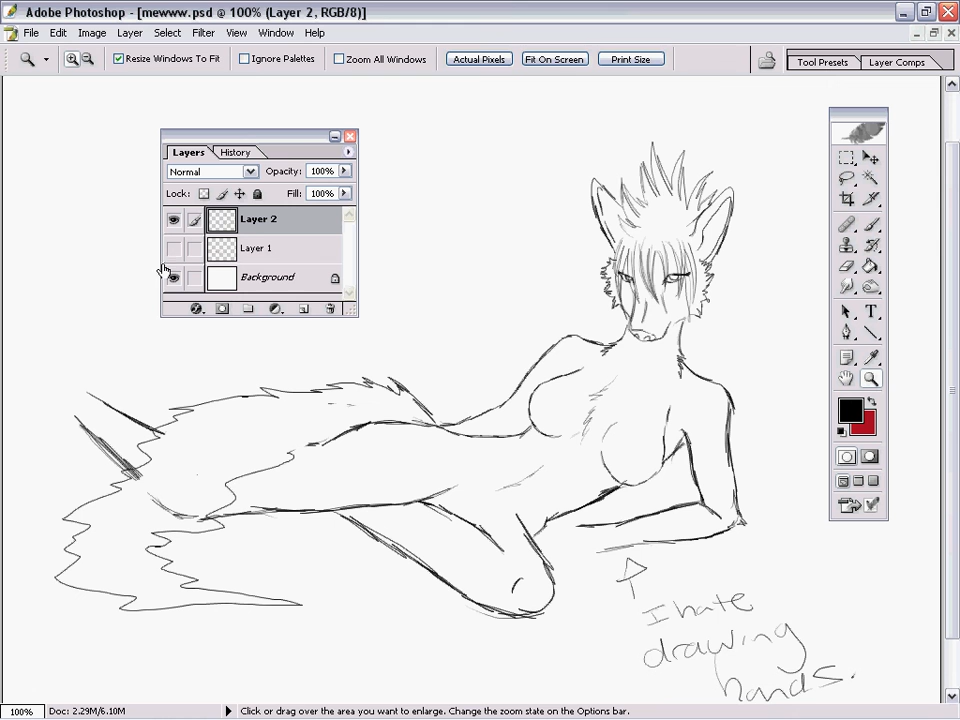 Adobe Photoshop - [mewww.psd @ 100% (Layer 2, RGB/8)]
File Edit Image Layer Select Filter View Window Help
Resize Windows To Fit Ignore Palettes Zoom All Windows Actual Pixels Fit On Screen Print Size Tool Presets Layer Comps
Layers History
Normal Opacity: 100%
Lock: Fill: 100%
Layer 2
Layer 1
Background
I hate
drawing
hands.
100% Doc: 2.29M/6.10M Click or drag over the area you want to enlarge. Change the zoom state on the Options bar.